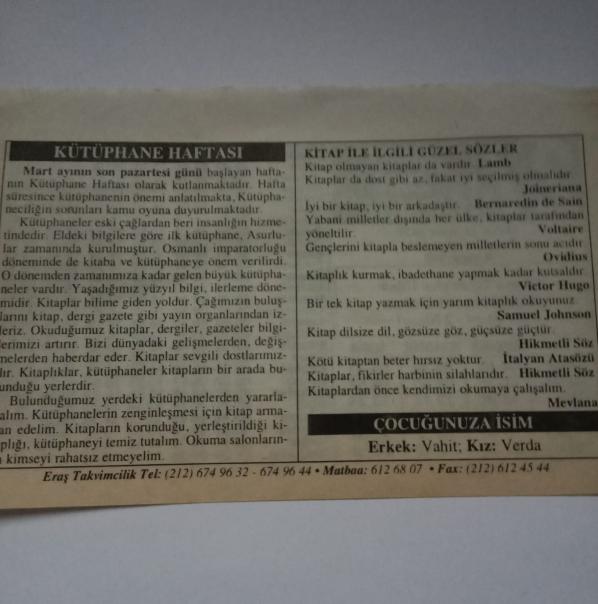 KÜTÜPHANE HAFTASI
Mart ayının son pazartesi günü başlayan hafta-
nın Kütüphane Haftası olarak kutlanmaktadır. Hafta
süresince kütüphanenin önemi anlatılmakta, Kütüpha-
neciliğin sorunları kamu oyuna duyurulmaktadır.
Kütüphaneler eski çağlardan beri insanlığın hizme-
tindedir. Eldeki bilgilere göre ilk kütüphane, Asurlu-
lar zamanında kurulmuştur. Osmanlı imparatorluğu
döneminde de kitaba ve kütüphaneye önem verilirdi.
O dönemden zamanımıza kadar gelen büyük kütüpha-
neler vardır. Yaşadığımız yüzyıl bilgi, ilerleme döne-
midir. Kitaplar bilime giden yoldur. Çağımızın buluş-
larını kitap, dergi gazete gibi yayın organlarından iz-
leriz. Okuduğumuz kitaplar, dergiler, gazeteler bilgi-
lerimizi artırır. Bizi dünyadaki gelişmelerden, değiş-
melerden haberdar eder. Kitaplar sevgili dostlarımız-
dır. Kitaplıklar, kütüphaneler kitapların bir arada bu-
unduğu yerlerdir.
Bulunduğumuz yerdeki kütüphanelerden yararla-
alım. Kütüphanelerin zenginleşmesi için kitap arma-
an edelim. Kitapların korunduğu, yerleştirildiği ki-
plığı, kütüphaneyi temiz tutalım. Okuma salonların-
kimseyi rahatsız etmeyelim.
KİTAP İLE İLGİLİ GÜZEL SÖZLER
Kitap olmayan kitaplar da vardır. Lamb
Kitaplar da dost gibi az, fakat iyi seçilmiş olmalıdır.
Joineriana
İyi bir kitap, iyi bir arkadaştır. Bernaredin de Sain
Yabani milletler dışında her ülke, kitaplar tarafından
yöneltilir. Voltaire
Gençlerini kitapla beslemeyen milletlerin sonu acıdır.
Ovidius
Kitaplık kurmak, ibadethane yapmak kadar kutsaldır.
Victor Hugo
Bir tek kitap yazmak için yarım kitaplık okuyunuz.
Samuel Johnson
Kitap dilsize dil, gözsüze göz, güçsüze güçtür.
Hikmetli Söz
Kötü kitaptan beter hırsız yoktur. İtalyan Atasözü
Kitaplar, fikirler harbinin silahlarıdır. Hikmetli Söz
Kitaplardan önce kendimizi okumaya çalışalım.
Mevlana
ÇOCUĞUNUZA İSİM
Erkek: Vahit; Kız: Verda
Eraş Takvimcilik Tel: (212) 674 96 32 - 674 96 44 • Matbaa: 612 68 07 • Fax: (212) 612 45 44